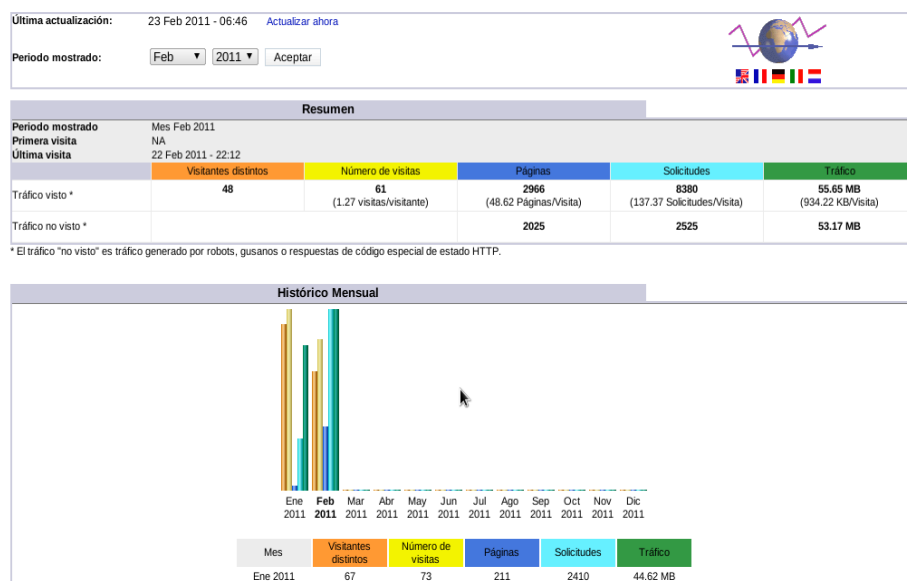 Última actualización: 23 Feb 2011 - 06:46 Actualizar ahora
Periodo mostrado: Feb 2011 Aceptar
Resumen
Periodo mostrado Mes Feb 2011
Primera visita NA
Última visita 22 Feb 2011 - 22:12
Visitantes distintos Número de visitas Páginas Solicitudes Tráfico
Tráfico visto * 48 61 2966 8380 55.65 MB
(1.27 visitas/visitante) (48.62 Páginas/Visita) (137.37 Solicitudes/Visita) (934.22 KB/Visita)
Tráfico no visto * 2025 2525 53.17 MB
* El tráfico "no visto" es tráfico generado por robots, gusanos o respuestas de código especial de estado HTTP.
Histórico Mensual
Ene Feb Mar Abr May Jun Jul Ago Sep Oct Nov Dic
2011 2011 2011 2011 2011 2011 2011 2011 2011 2011 2011 2011
Mes Visitantes distintos Número de visitas Páginas Solicitudes Tráfico
Ene 2011 67 73 211 2410 44.62 MB